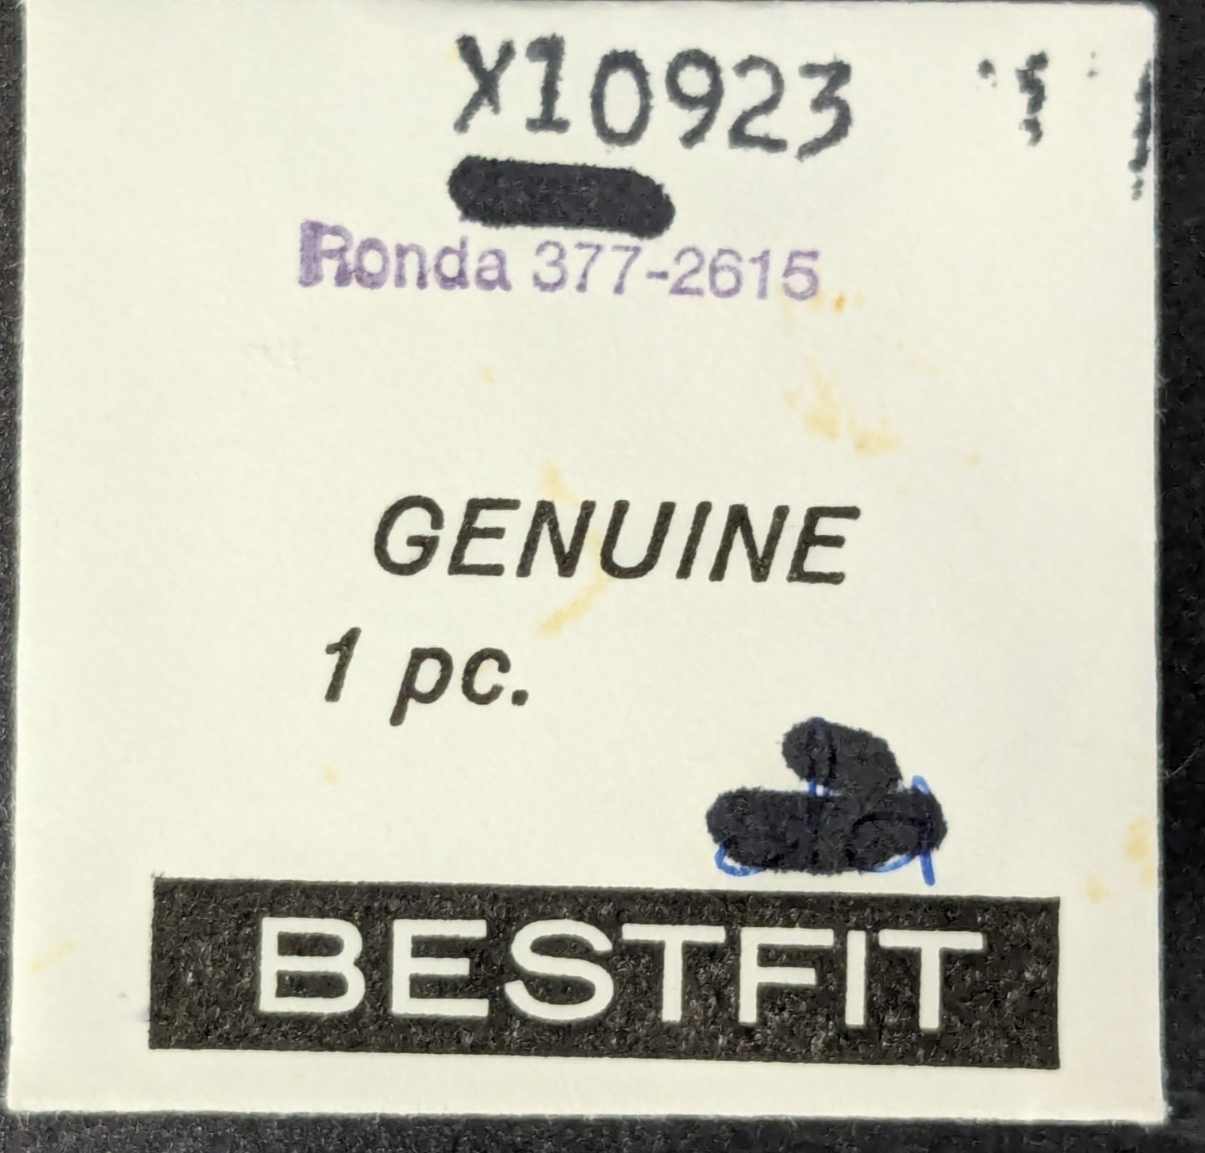 X10923
Ronda 377-2615
GENUINE
1 pc.
BESTFIT